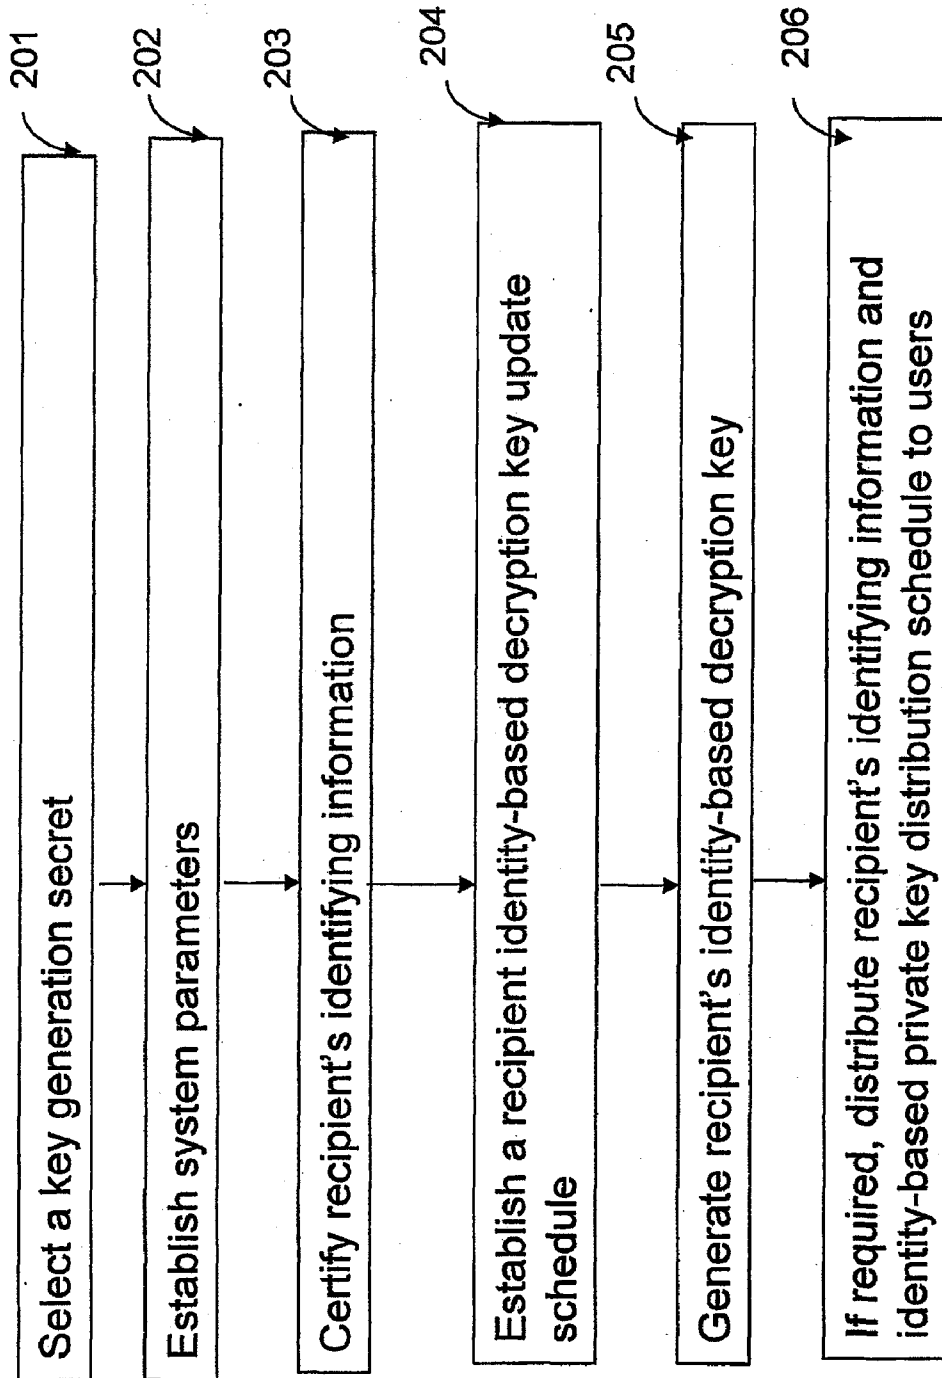 201
Select a key generation secret
202
Establish system parameters
203
Certify recipient's identifying information
204
Establish a recipient identity-based decryption key update
schedule
205
Generate recipient's identity-based decryption key
206
If required, distribute recipient's identifying information and
identity-based private key distribution schedule to users